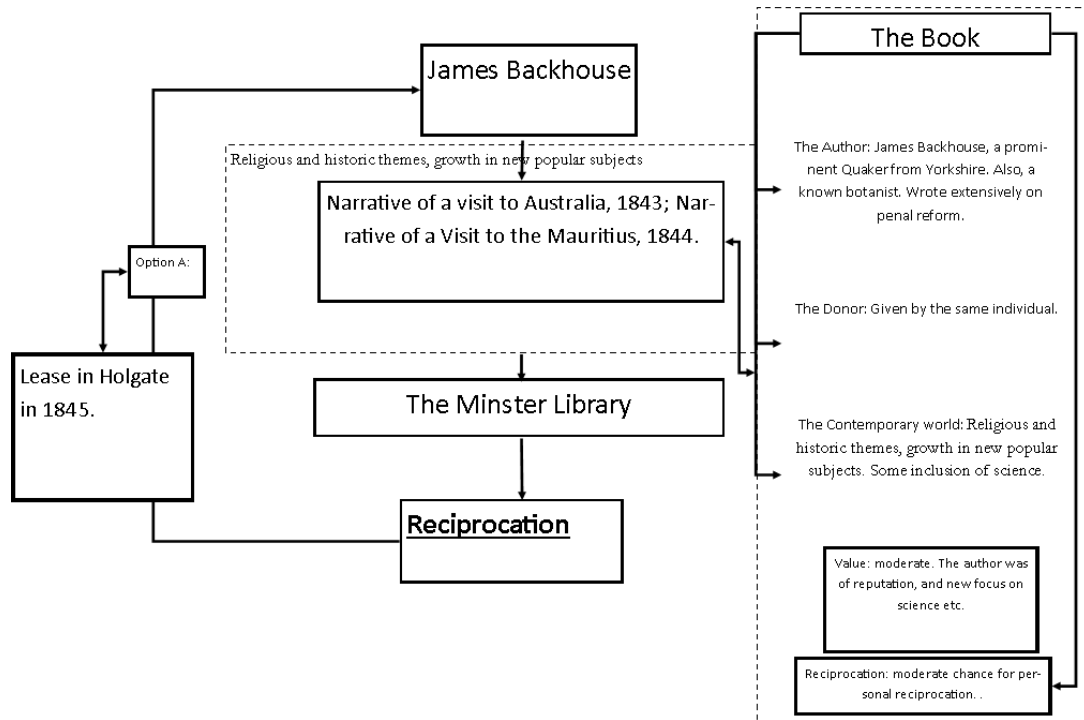 James Backhouse
Religious and historic themes, growth in new popular subjects
Narrative of a visit to Australia, 1843; Nar-
rative of a Visit to the Mauritius, 1844.
Option A:
Lease in Holgate
in 1845.
The Minster Library
Reciprocation
The Book
The Author: James Backhouse, a promi-
nent Quaker from Yorkshire. Also, a
known botanist. Wrote extensively on
penal reform.
The Donor: Given by the same individual.
The Contemporary world: Religious and
historic themes, growth in new popular
subjects. Some inclusion of science.
Value: moderate. The author was
of reputation, and new focus on
science etc.
Reciprocation: moderate chance for per-
sonal reciprocation. .